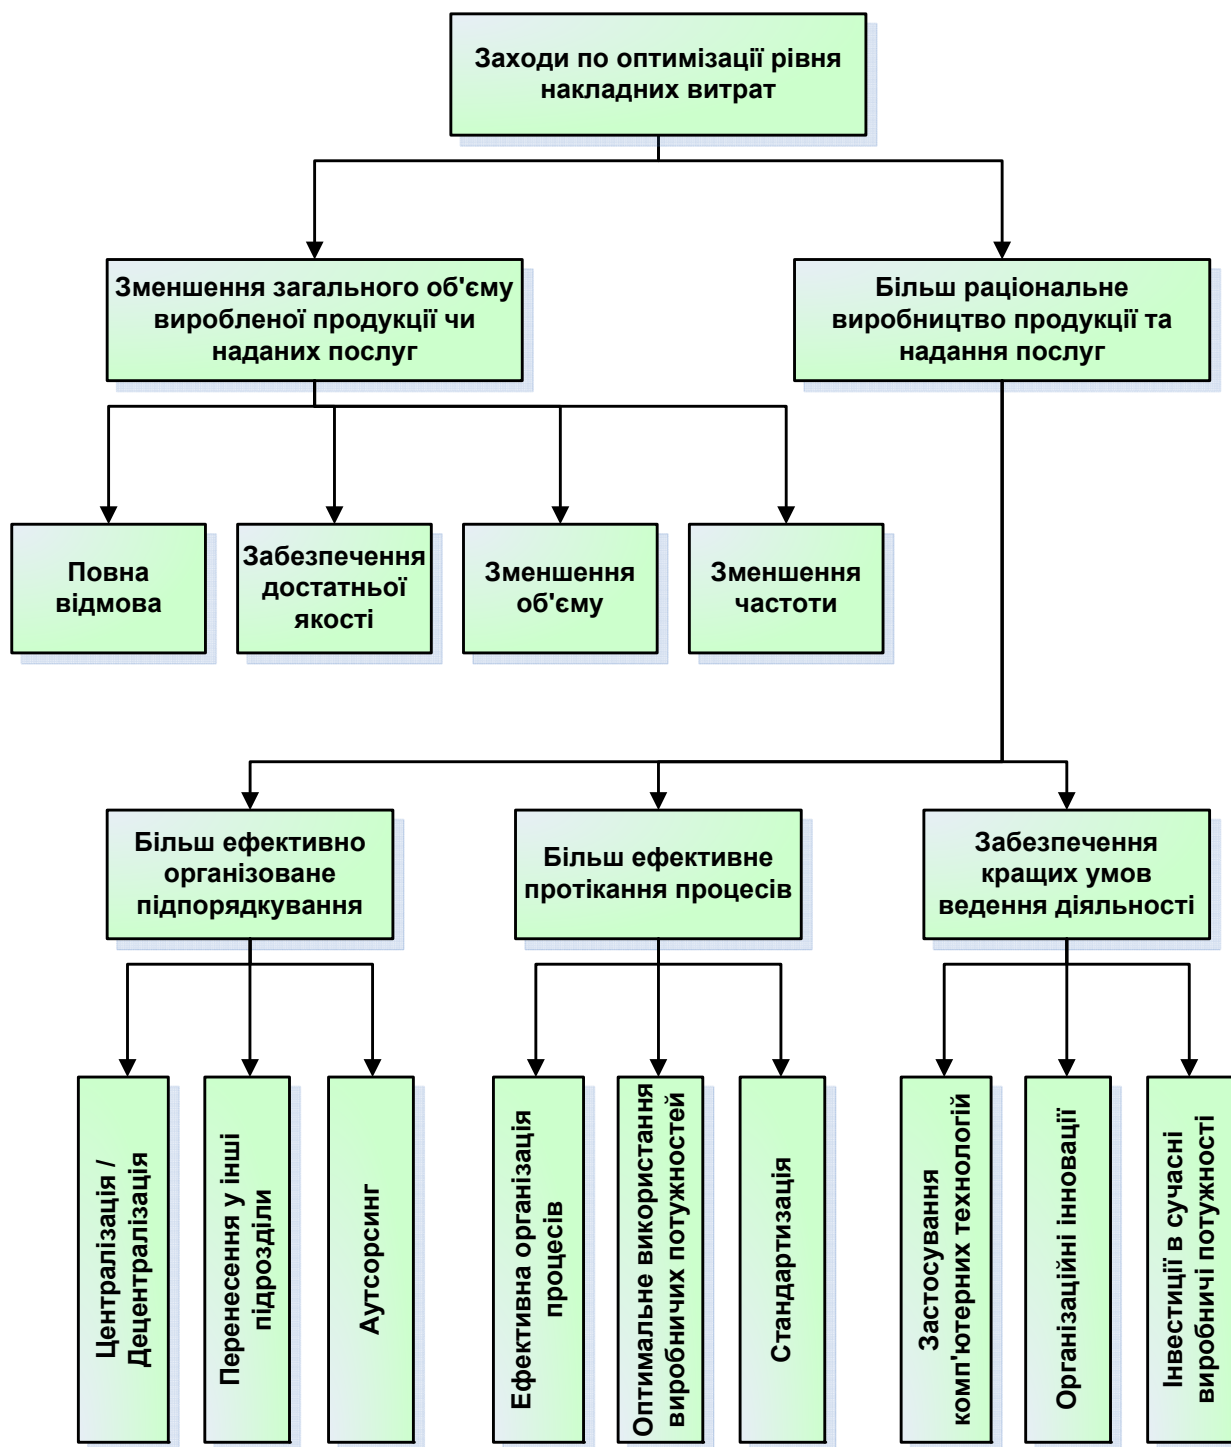 Заходи по оптимізації рівня
накладних витрат
Зменшення загального об'єму
виробленої продукції чи
наданих послуг
Більш раціональне
виробництво продукції та
надання послуг
Повна
відмова
Забезпечення
достатньої
якості
Зменшення
об'єму
Зменшення
частоти
Більш ефективно
організоване
підпорядкування
Більш ефективне
протікання процесів
Забезпечення
кращих умов
ведення діяльності
Централізація /
Децентралізація
Перенесення у інші
підрозділи
Аутсорсинг
Ефективна організація
процесів
Оптимальне використання
виробничих потужностей
Стандартизація
Застосування
комп'ютерних технологій
Організаційні інновації
Інвестиції в сучасні
виробничі потужності